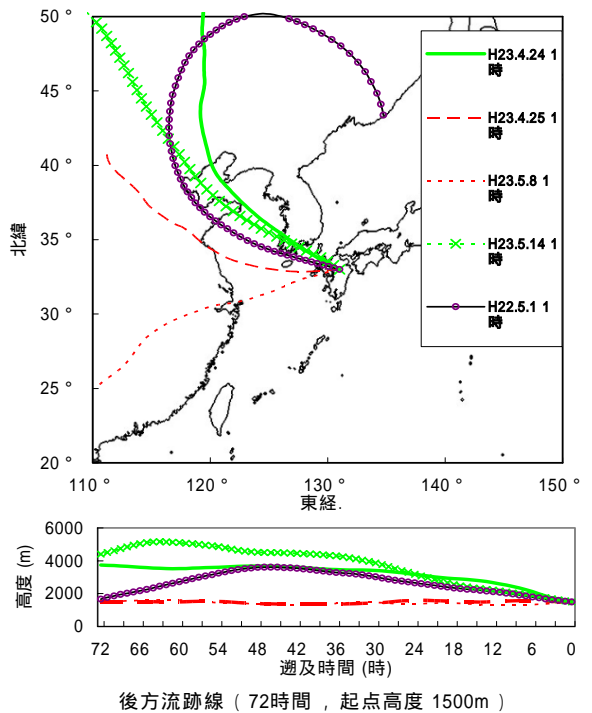 50 °
45 °
40 °
35 °
30 °
25 °
20 °
北緯
110 °
120 °
130 °
140 °
150 °
東経.
H23.4.24 1
時
H23.4.25 1
時
H23.5.8 1
時
H23.5.14 1
時
H22.5.1 1
時
6000
4000
2000
0
高度 (m)
72 66 60 54 48 42 36 30 24 18 12 6 0
遡及時間 (時)
後方流跡線 ( 72時間 , 起点高度 1500m )